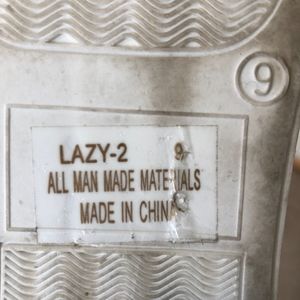 9
LAZY-2 9
ALL MAN MADE MATERIALS
MADE IN CHINA